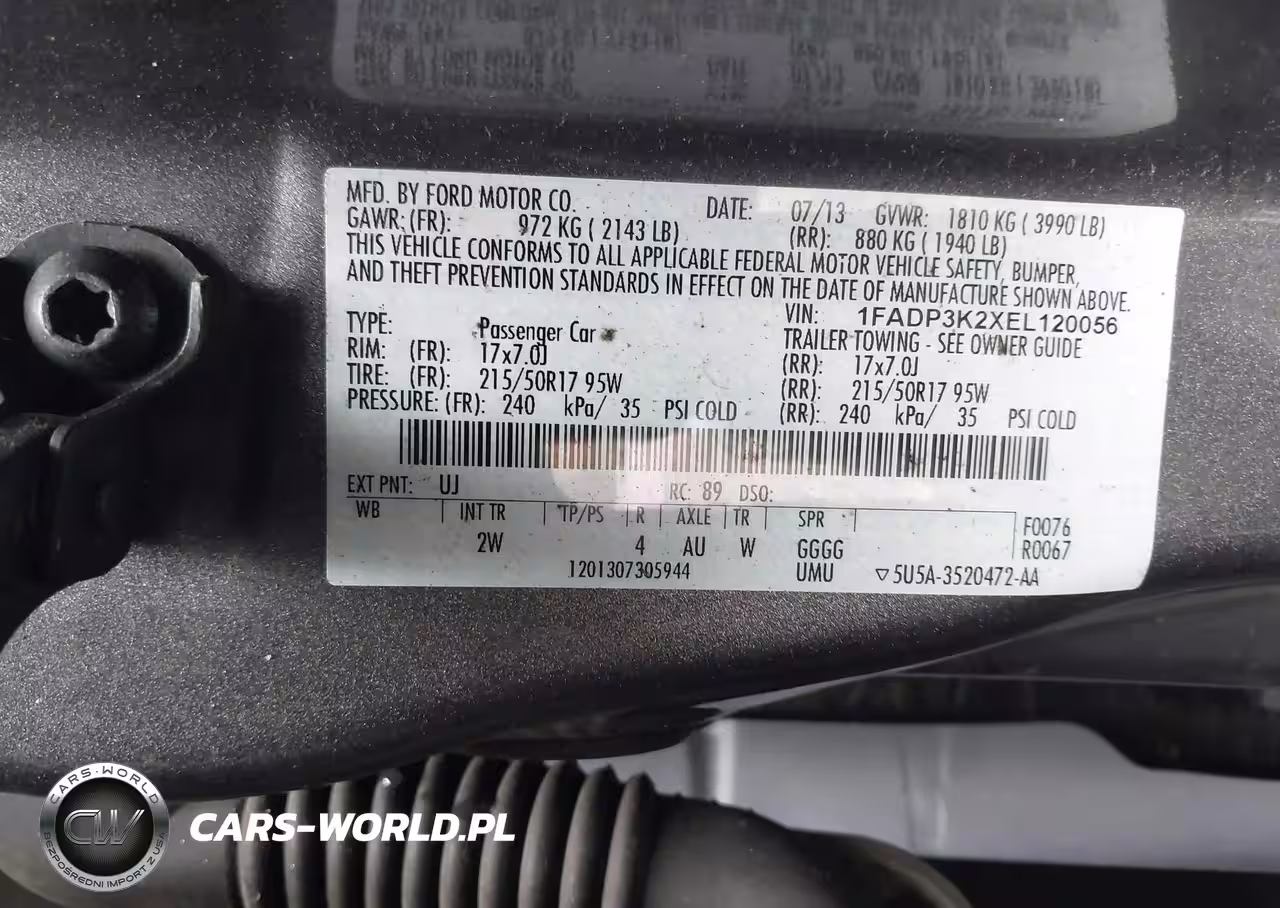 MFD. BY FORD MOTOR CO. DATE: 07/13 GVWR: 1810 KG ( 3990 LB)
GAWR: (FR): 972 KG ( 2143 LB) (RR): 880 KG ( 1940 LB)
THIS VEHICLE CONFORMS TO ALL APPLICABLE FEDERAL MOTOR VEHICLE SAFETY, BUMPER,
AND THEFT PREVENTION STANDARDS IN EFFECT ON THE DATE OF MANUFACTURE SHOWN ABOVE.
VIN: 1FADP3K2XEL120056
TYPE: Passenger Car TRAILER TOWING - SEE OWNER GUIDE
RIM: (FR): 17x7.0J (RR): 17x7.0J
TIRE: (FR): 215/50R17 95W (RR): 215/50R17 95W
PRESSURE: (FR): 240 kPa/ 35 PSI COLD (RR): 240 kPa/ 35 PSI COLD
EXT PNT: UJ RC: 89 DSO:
WB INT TR TP/PS R AXLE TR SPR F0076
2W 4 AU W GGGG R0067
1201307305944 UMU ▽5U5A-3520472-AA
CARS-WORLD
CW
BEZPOŚREDNI IMPORT Z USA
CARS-WORLD.PL